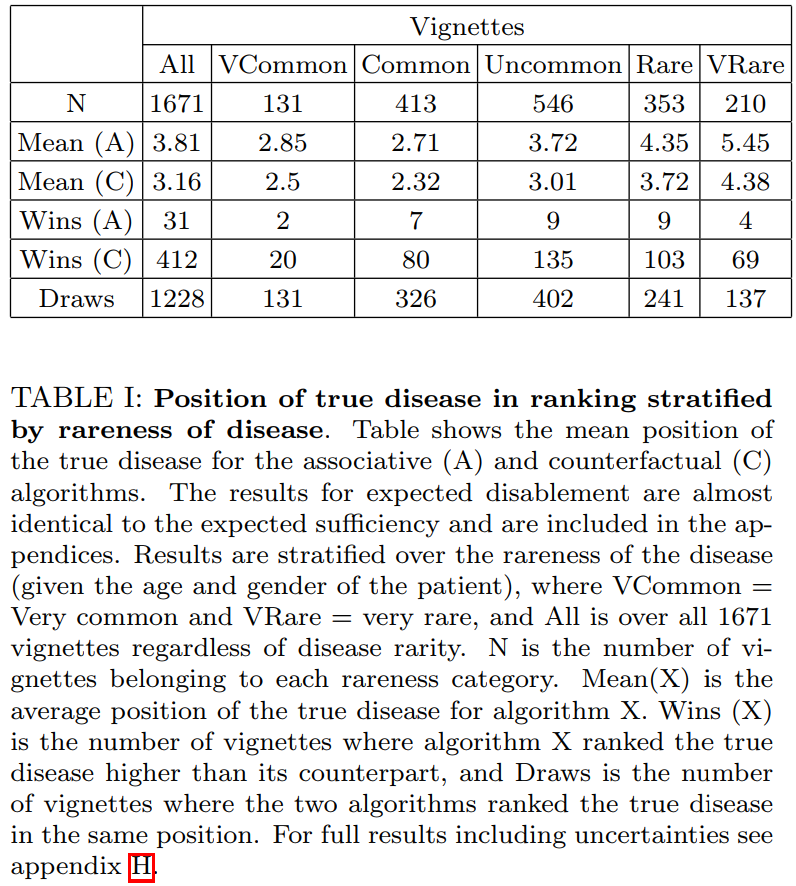 Vignettes
All VCommon Common Uncommon Rare VRare
N 1671 131 413 546 353 210
Mean (A) 3.81 2.85 2.71 3.72 4.35 5.45
Mean (C) 3.16 2.5 2.32 3.01 3.72 4.38
Wins (A) 31 2 7 9 9 4
Wins (C) 412 20 80 135 103 69
Draws 1228 131 326 402 241 137
TABLE I: Position of true disease in ranking stratified
by rareness of disease. Table shows the mean position of
the true disease for the associative (A) and counterfactual (C)
algorithms. The results for expected disablement are almost
identical to the expected sufficiency and are included in the ap-
pendices. Results are stratified over the rareness of the disease
(given the age and gender of the patient), where VCommon =
Very common and VRare = very rare, and All is over all 1671
vignettes regardless of disease rarity. N is the number of vi-
gnettes belonging to each rareness category. Mean(X) is the
average position of the true disease for algorithm X. Wins (X)
is the number of vignettes where algorithm X ranked the true
disease higher than its counterpart, and Draws is the number
of vignettes where the two algorithms ranked the true disease
in the same position. For full results including uncertainties see
appendix H.